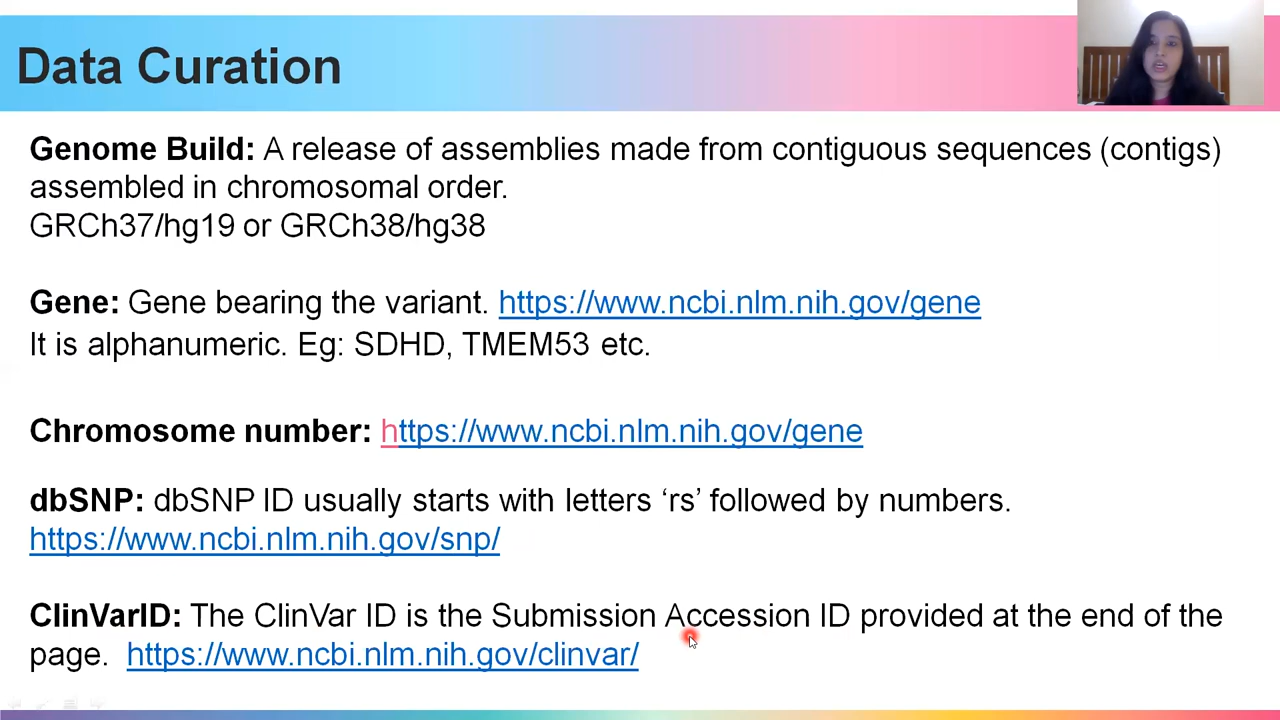 Data Curation
Genome Build: A release of assemblies made from contiguous sequences (contigs)
assembled in chromosomal order.
GRCh37/hg19 or GRCh38/hg38
Gene: Gene bearing the variant. https://www.ncbi.nlm.nih.gov/gene
It is alphanumeric. Eg: SDHD, TMEM53 etc.
Chromosome number: https://www.ncbi.nlm.nih.gov/gene
dbSNP: dbSNP ID usually starts with letters ‘rs’ followed by numbers.
https://www.ncbi.nlm.nih.gov/snp/
ClinVarID: The ClinVar ID is the Submission Accession ID provided at the end of the
page. https://www.ncbi.nlm.nih.gov/clinvar/